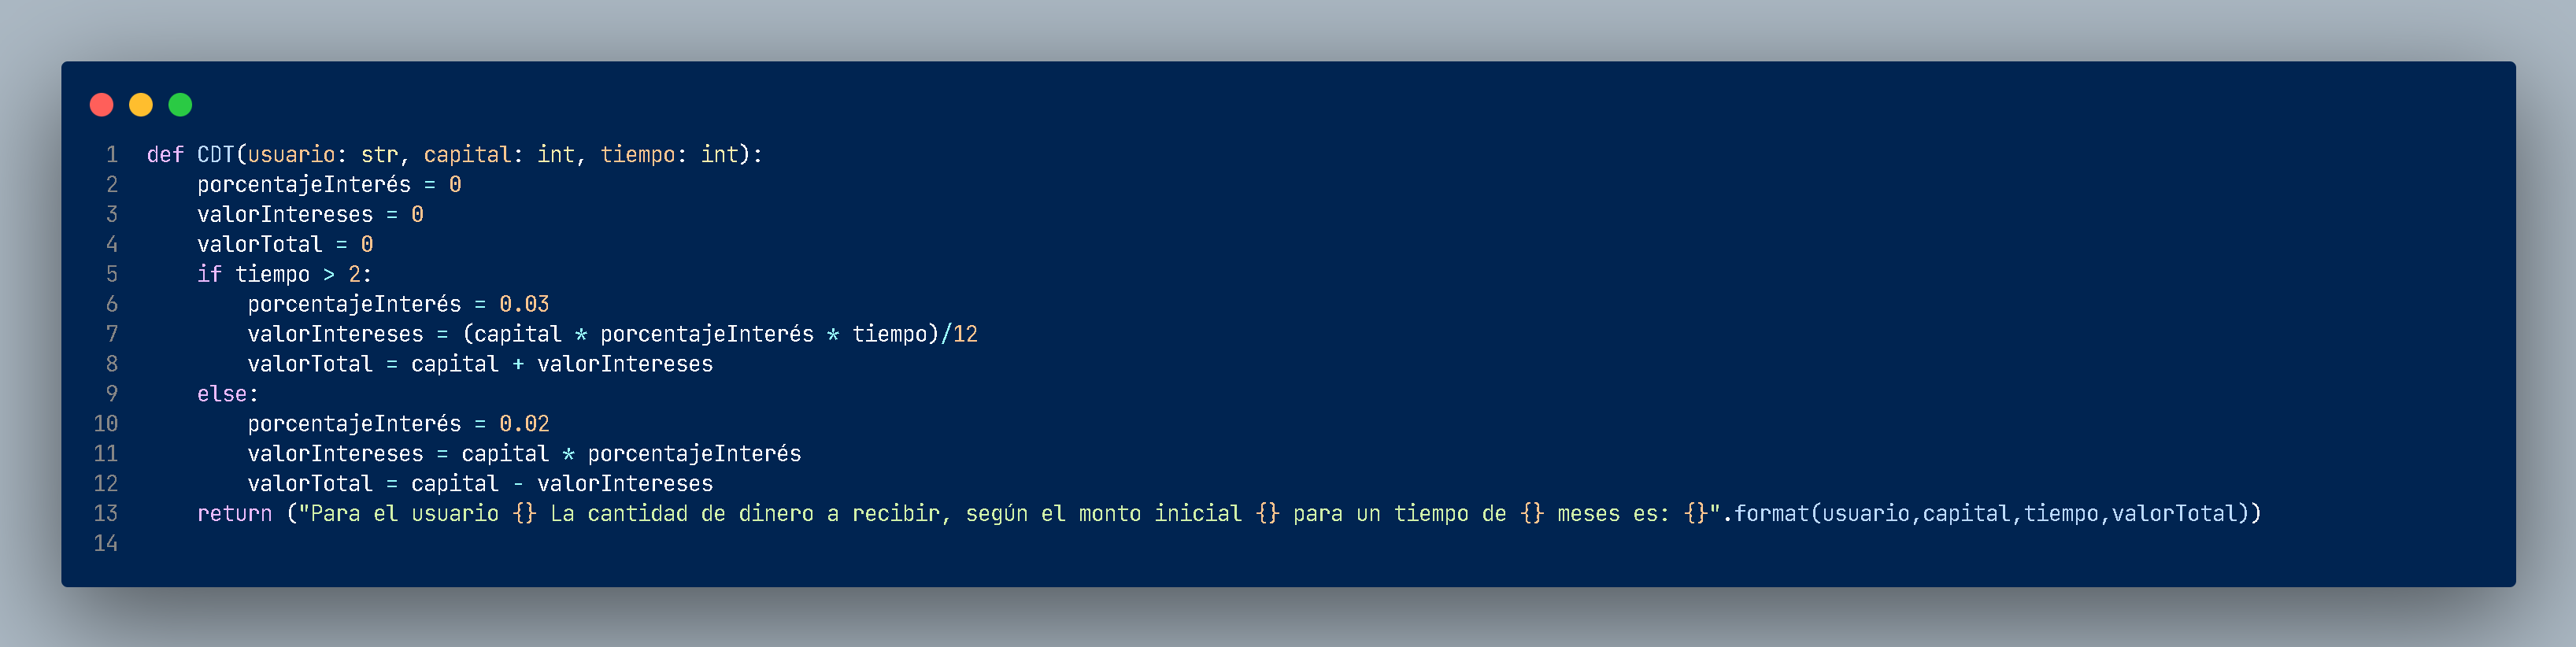 1 def CDT(usuario: str, capital: int, tiempo: int):
2     porcentajeInterés = 0
3     valorIntereses = 0
4     valorTotal = 0
5     if tiempo > 2:
6         porcentajeInterés = 0.03
7         valorIntereses = (capital * porcentajeInterés * tiempo)/12
8         valorTotal = capital + valorIntereses
9     else:
10         porcentajeInterés = 0.02
11         valorIntereses = capital * porcentajeInterés
12         valorTotal = capital - valorIntereses
13     return ("Para el usuario {} La cantidad de dinero a recibir, según el monto inicial {} para un tiempo de {} meses es: {}".format(usuario,capital,tiempo,valorTotal))
14